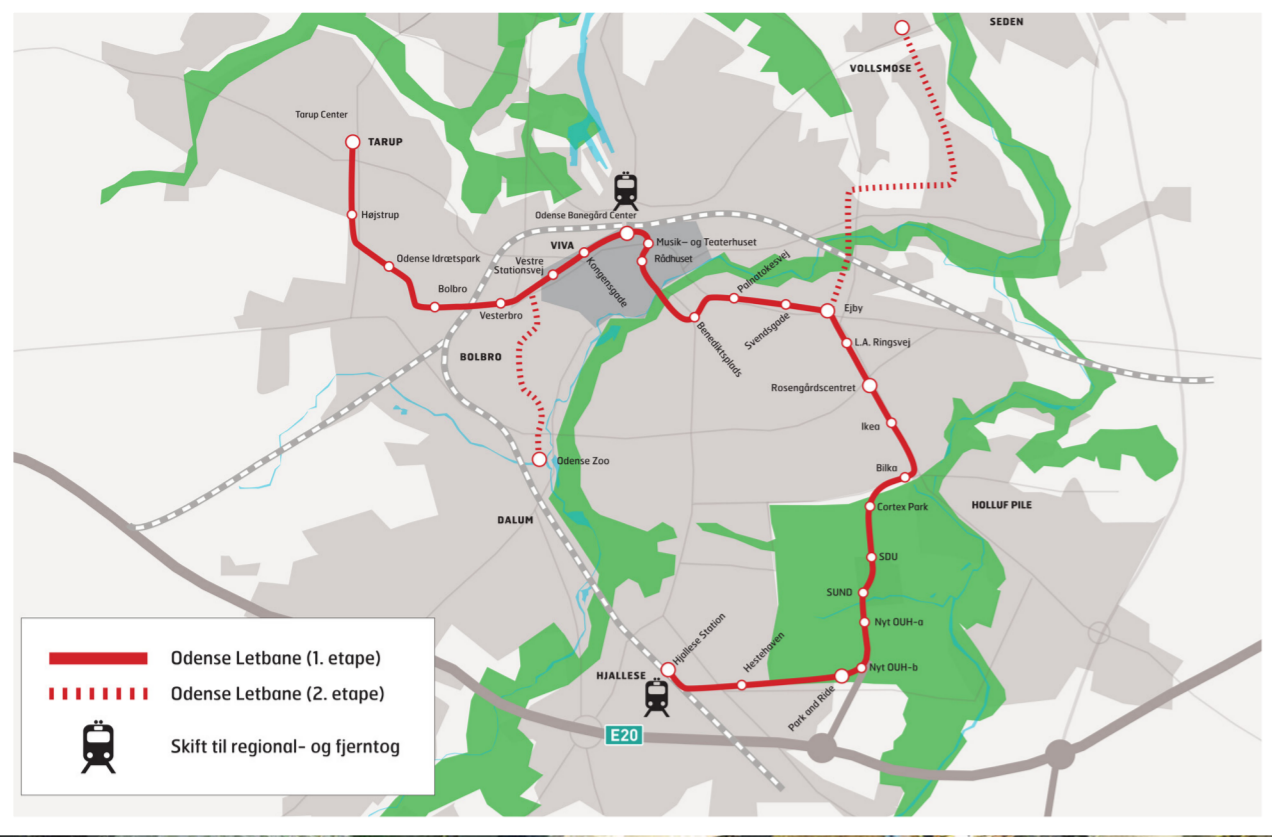 SEDEN
VOLLSMOSE
Tarup Center
TARUP
Højstrup
Odense Banegård Center
VIVA
Musik– og Teaterhuset
Rådhuset
Odense Idrætspark
Vestre
Stationsvej
Kongensgade
Palnatokesvej
Bolbro
Vesterbro
Ejby
Svendsgade
Benediktsplads
L.A. Ringsvej
BOLBRO
Rosengårdscentret
Ikea
Odense Zoo
Bilka
DALUM
Cortex Park
HOLLUF PILE
SDU
SUND
Nyt OUH-a
Hjallese Station
Hestehaven
Nyt OUH-b
HJALLESE
Park and Ride
E20
Odense Letbane (1. etape)
Odense Letbane (2. etape)
Skift til regional- og fjerntog